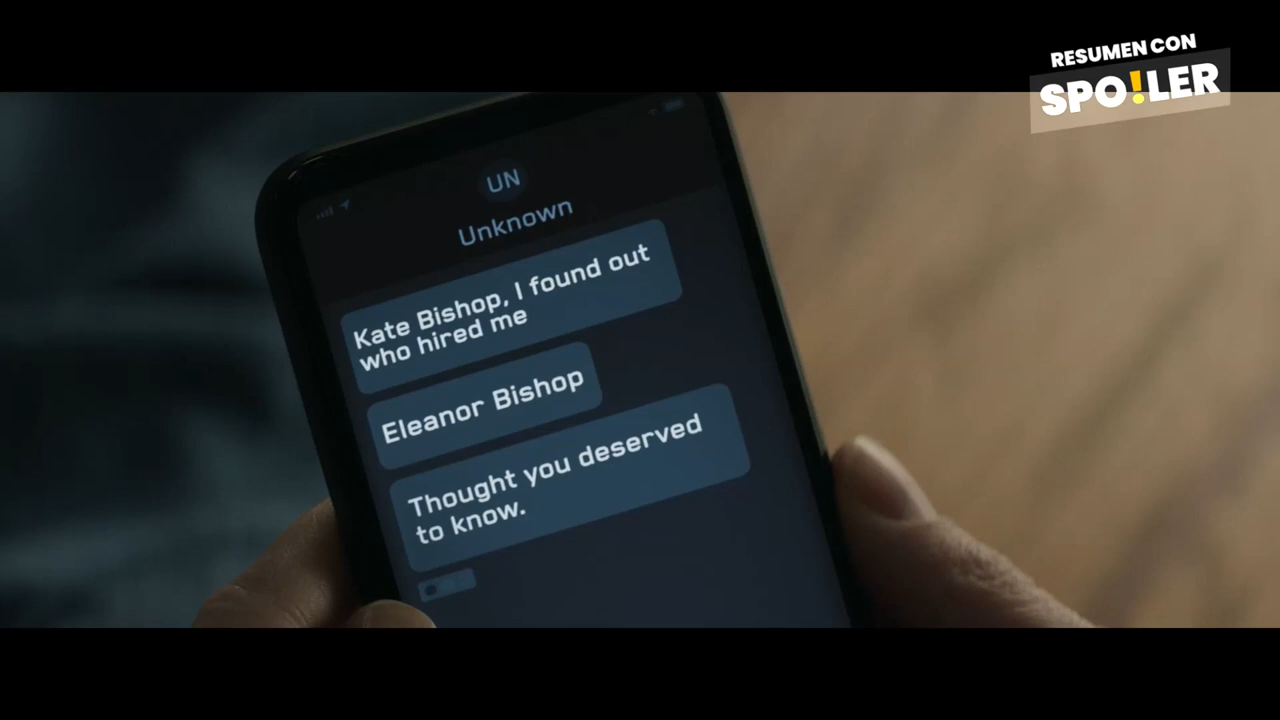 RESUMEN CON
SPO!LER
UN
Unknown
Kate Bishop, I found out
who hired me
Eleanor Bishop
Thought you deserved
to know.